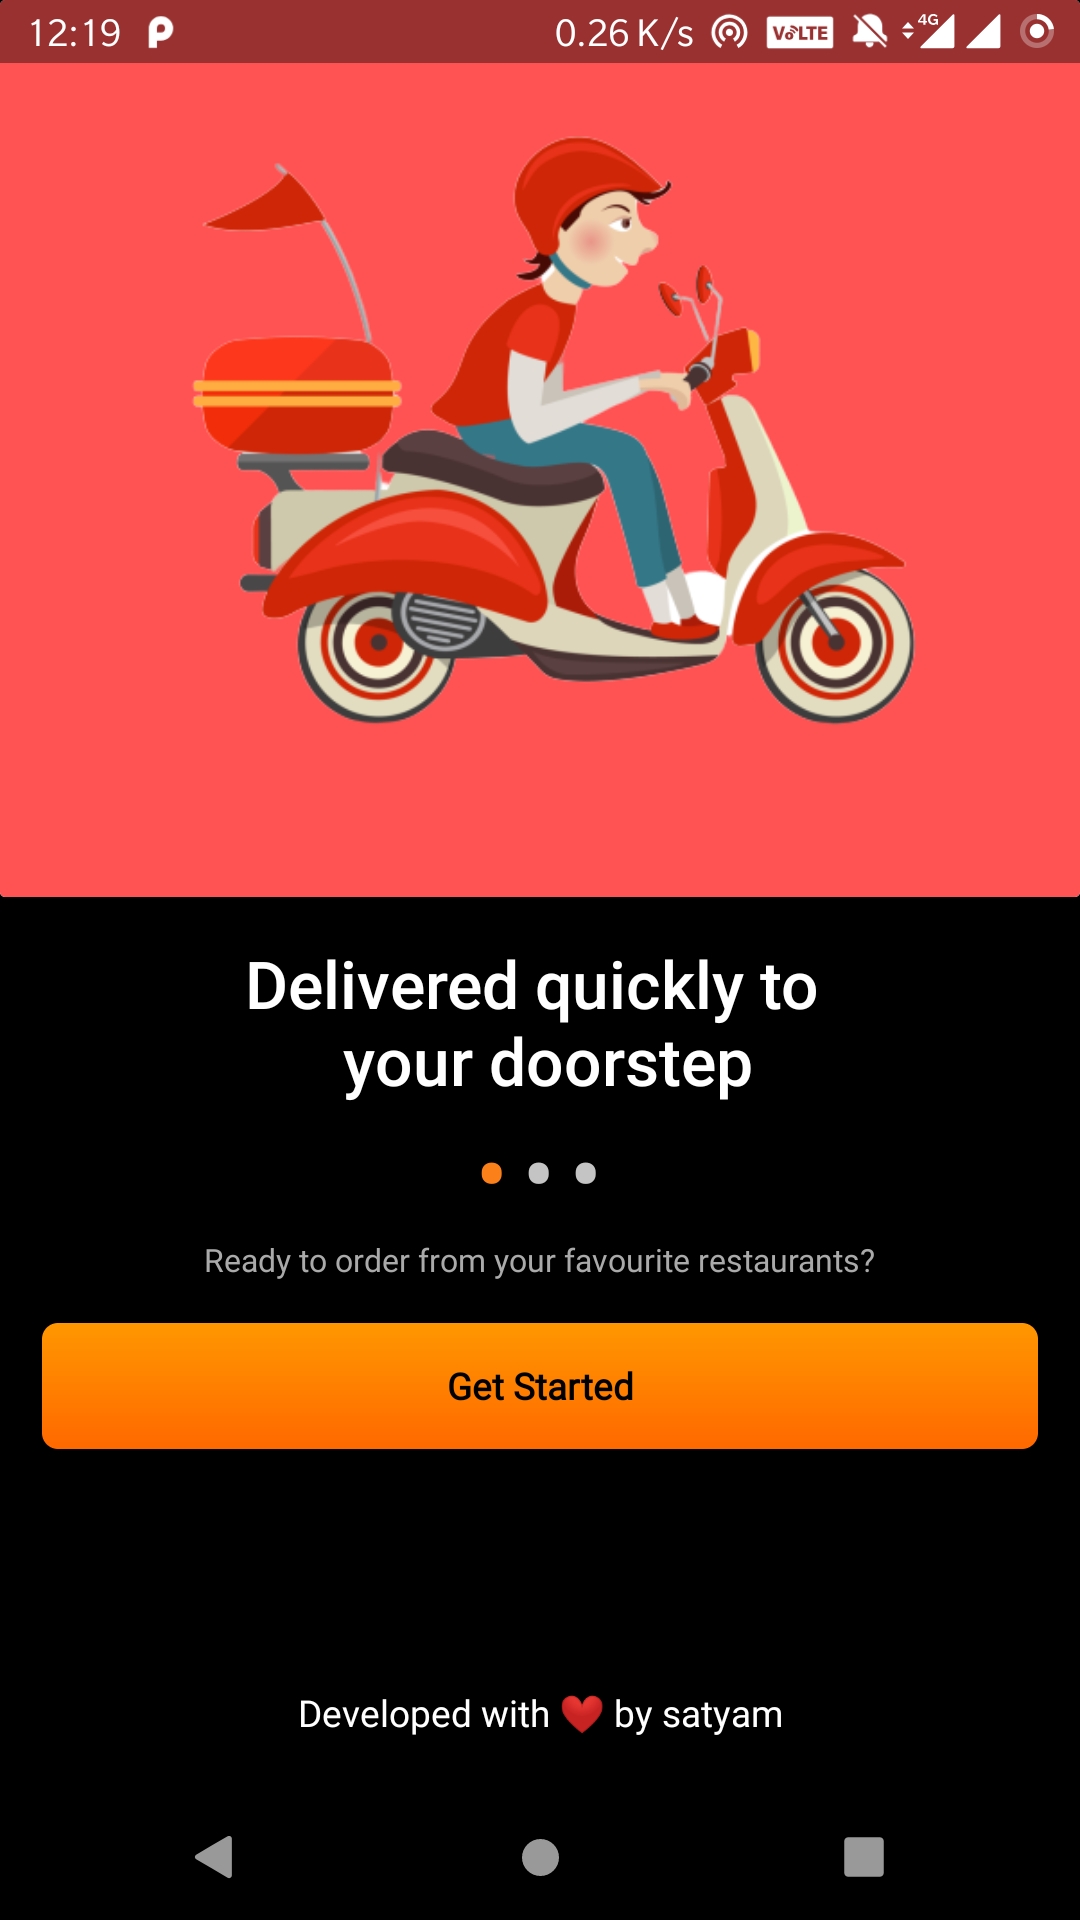 12:19 0.26 K/s VoLTE 4G
Delivered quickly to
your doorstep
Ready to order from your favourite restaurants?
Get Started
Developed with ❤️ by satyam